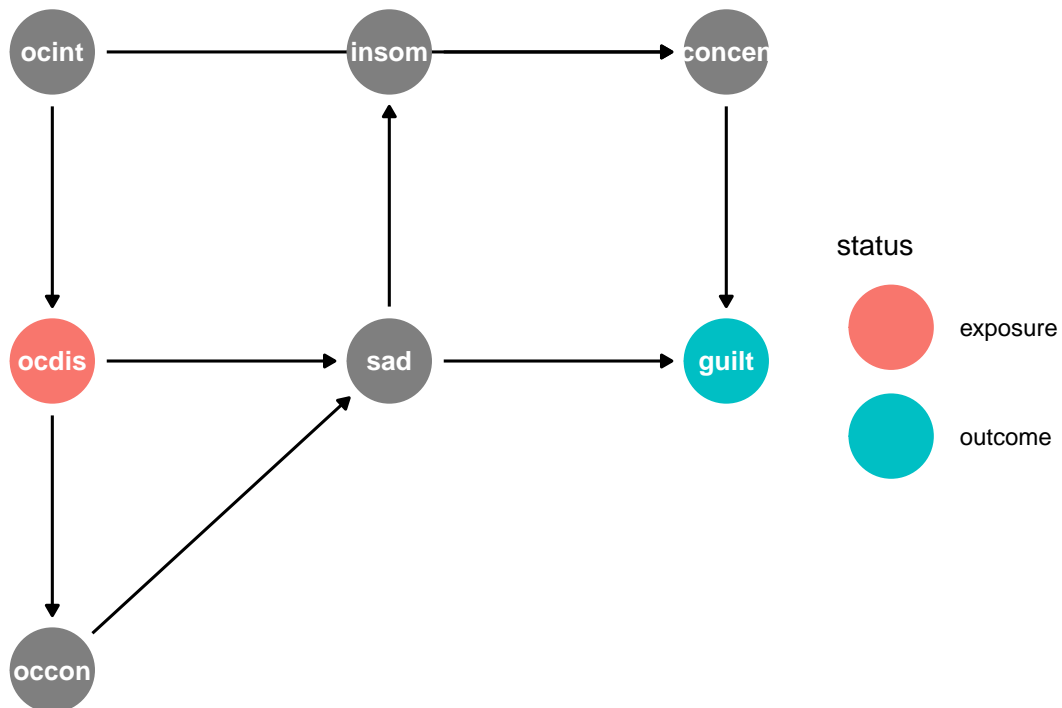 ocint
insom
concen
status
ocdis
sad
guilt
exposure
outcome
occon